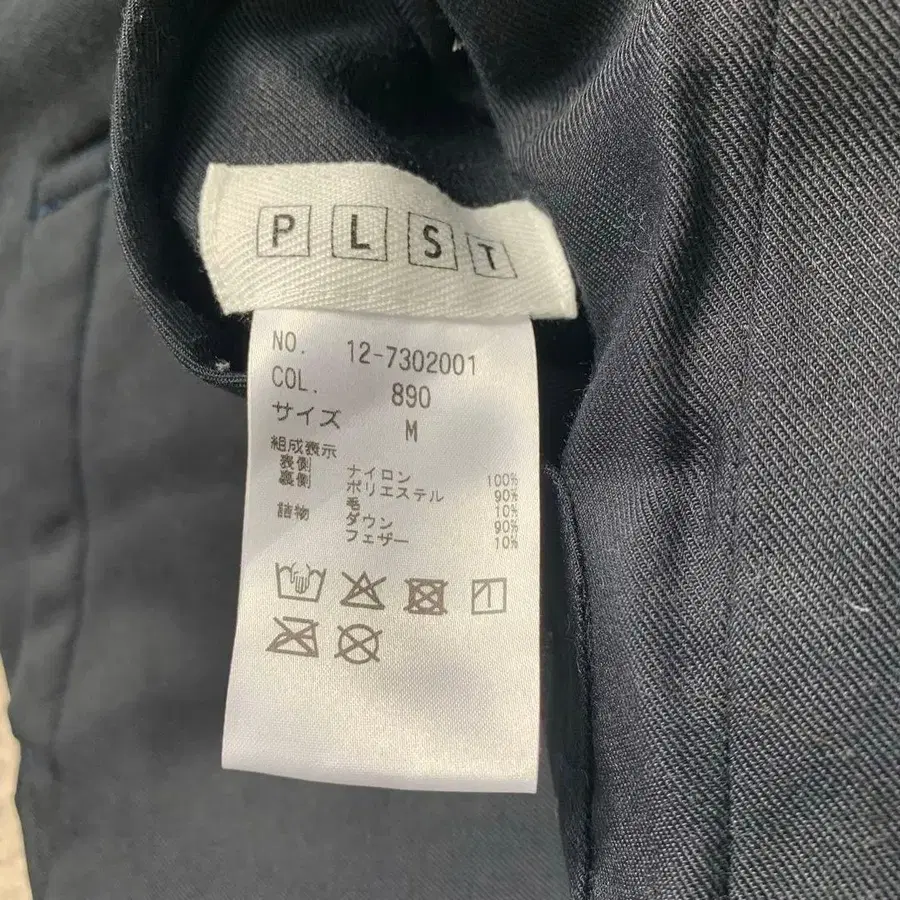 PLST
NO. 12-7302001
COL. 890
サイズ M
組成表示
表側 ナイロン 100%
裏側 ポリエステル 90%
毛 10%
詰物 ダウン 90%
フェザー 10%